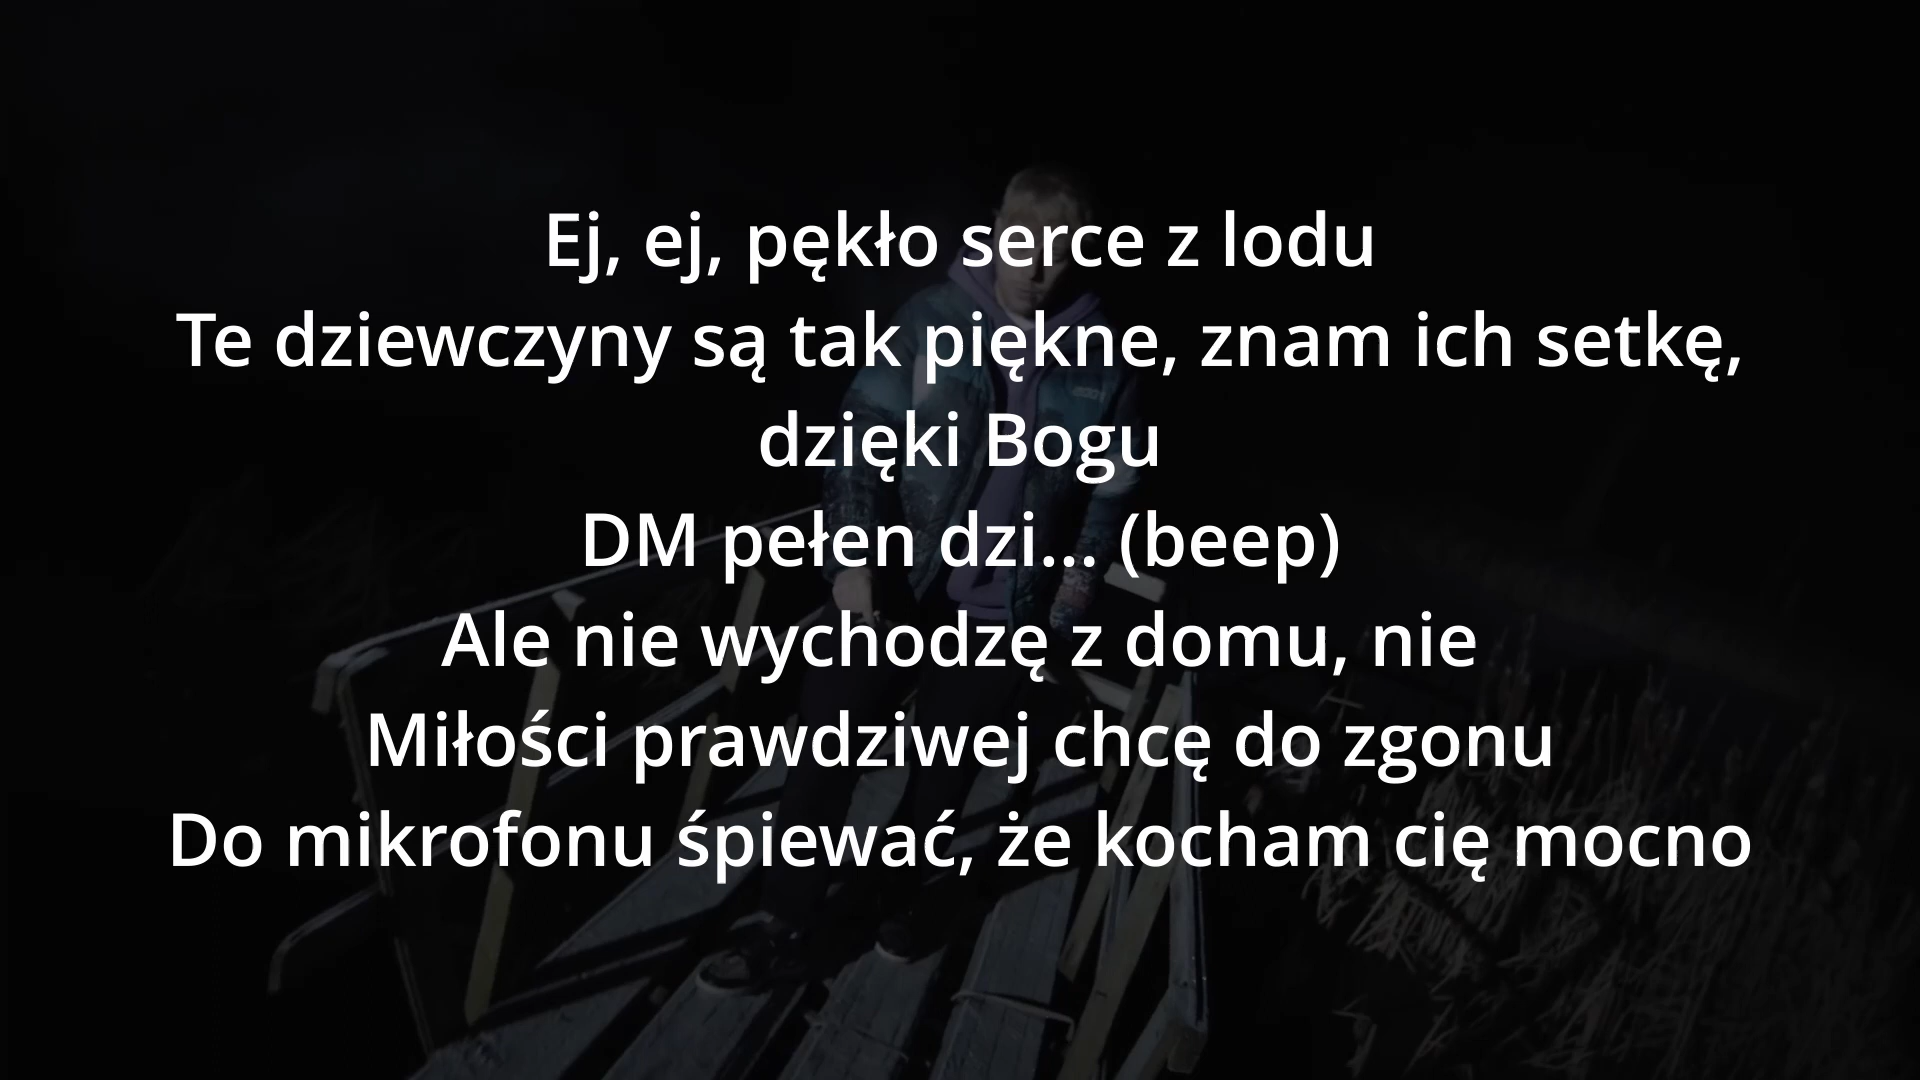 Ej, ej, pękło serce z lodu
Te dziewczyny są tak piękne, znam ich setkę,
dzięki Bogu
DM pełen dzi... (beep)
Ale nie wychodzę z domu, nie
Miłości prawdziwej chcę do zgonu
Do mikrofonu śpiewać, że kocham cię mocno